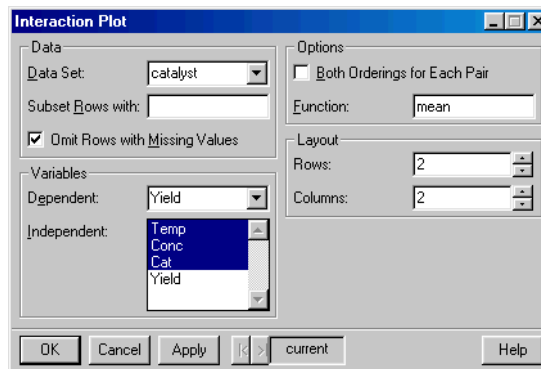 Interaction Plot
Data
Data Set: catalyst
Subset Rows with:
Omit Rows with Missing Values
Variables
Dependent: Yield
Independent: Temp
Conc
Cat
Yield
Options
Both Orderings for Each Pair
Function: mean
Layout
Rows: 2
Columns: 2
OK Cancel Apply current Help